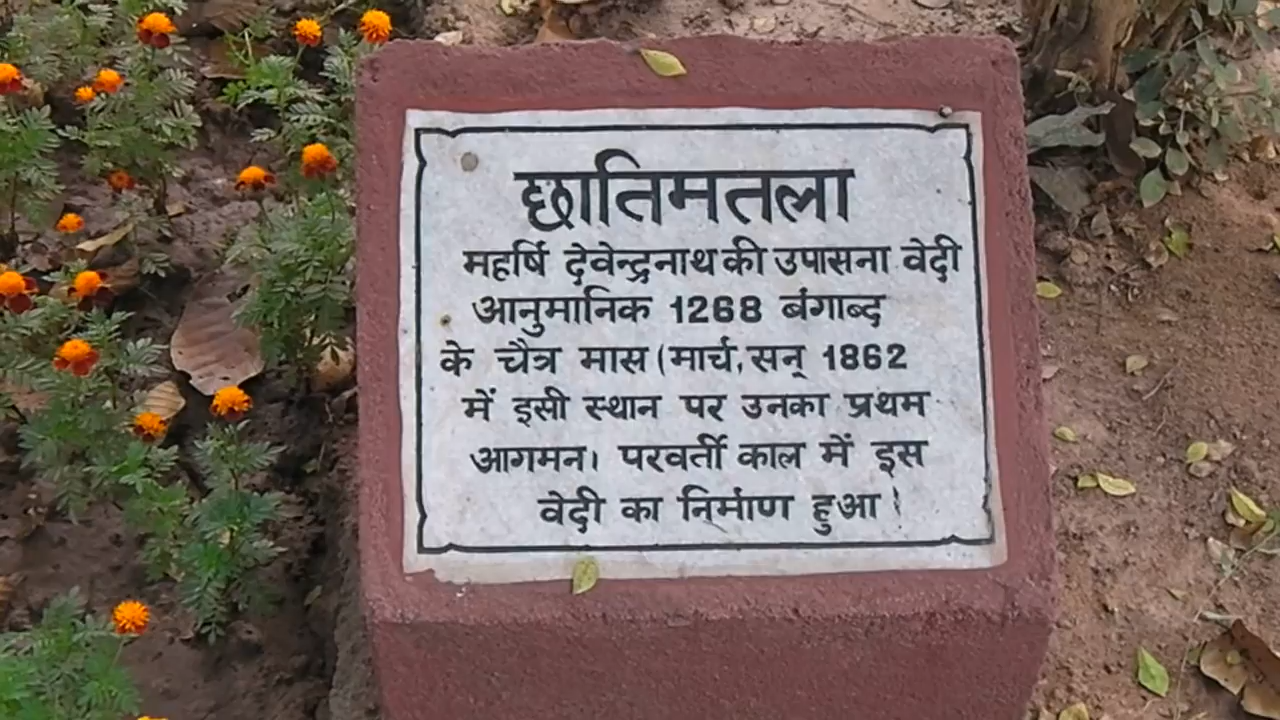 छातिमतला
महर्षि देवेन्द्रनाथ की उपासना वेदी
आनुमानिक 1268 बंगाब्द
के चैत्र मास (मार्च, सन् 1862
में इसी स्थान पर उनका प्रथम
आगमन। परवर्ती काल में इस
वेदी का निर्माण हुआ।